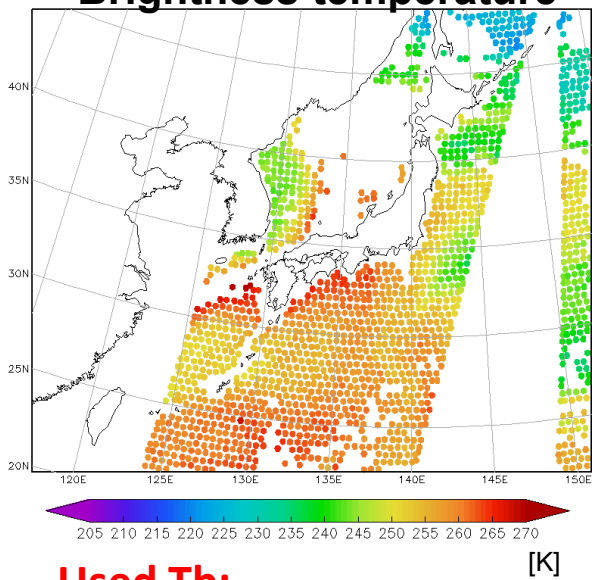 Brightness temperature
40N
35N
30N
25N
20N
120E 125E 130E 135E 140E 145E 150E
205 210 215 220 225 230 235 240 245 250 255 260 265 270
[K]
Used Tb: